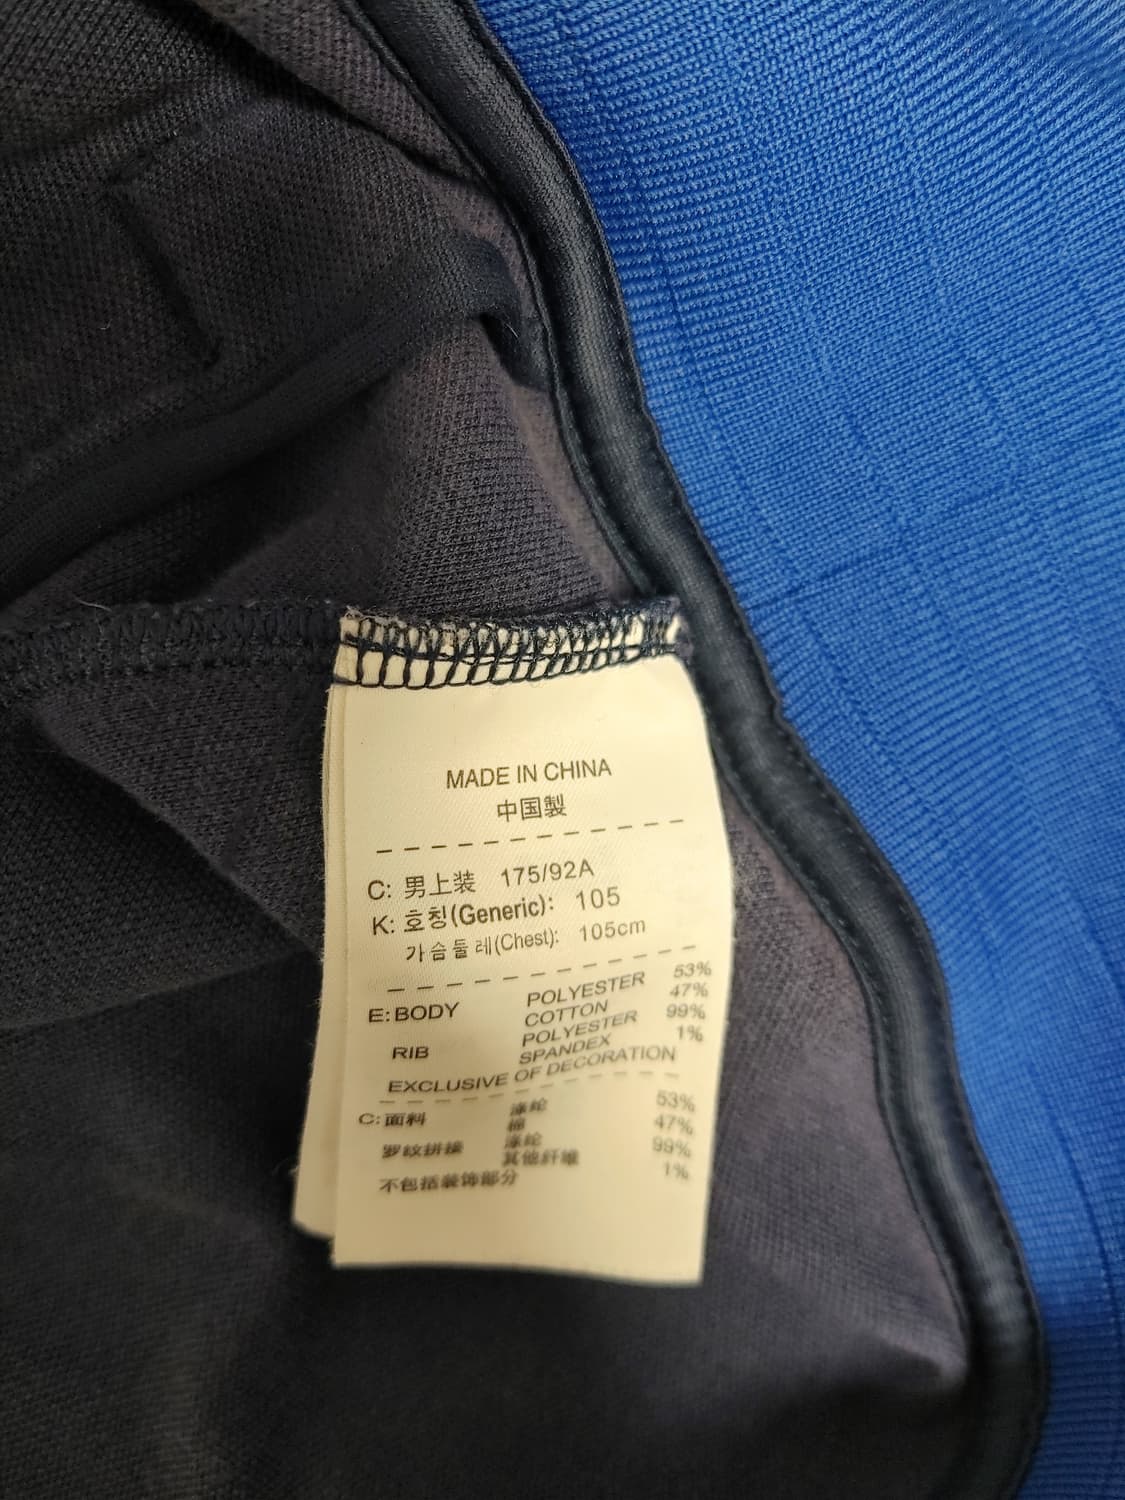 MADE IN CHINA
中国製
C: 男上装 175/92A
K: 호칭(Generic): 105
가슴둘레(Chest): 105cm
E: BODY POLYESTER 53%
COTTON 47%
RIB POLYESTER 99%
SPANDEX 1%
EXCLUSIVE OF DECORATION
C: 面料 涤纶 53%
棉 47%
罗纹拼接 涤纶 99%
其他纤维 1%
不包括装饰部分